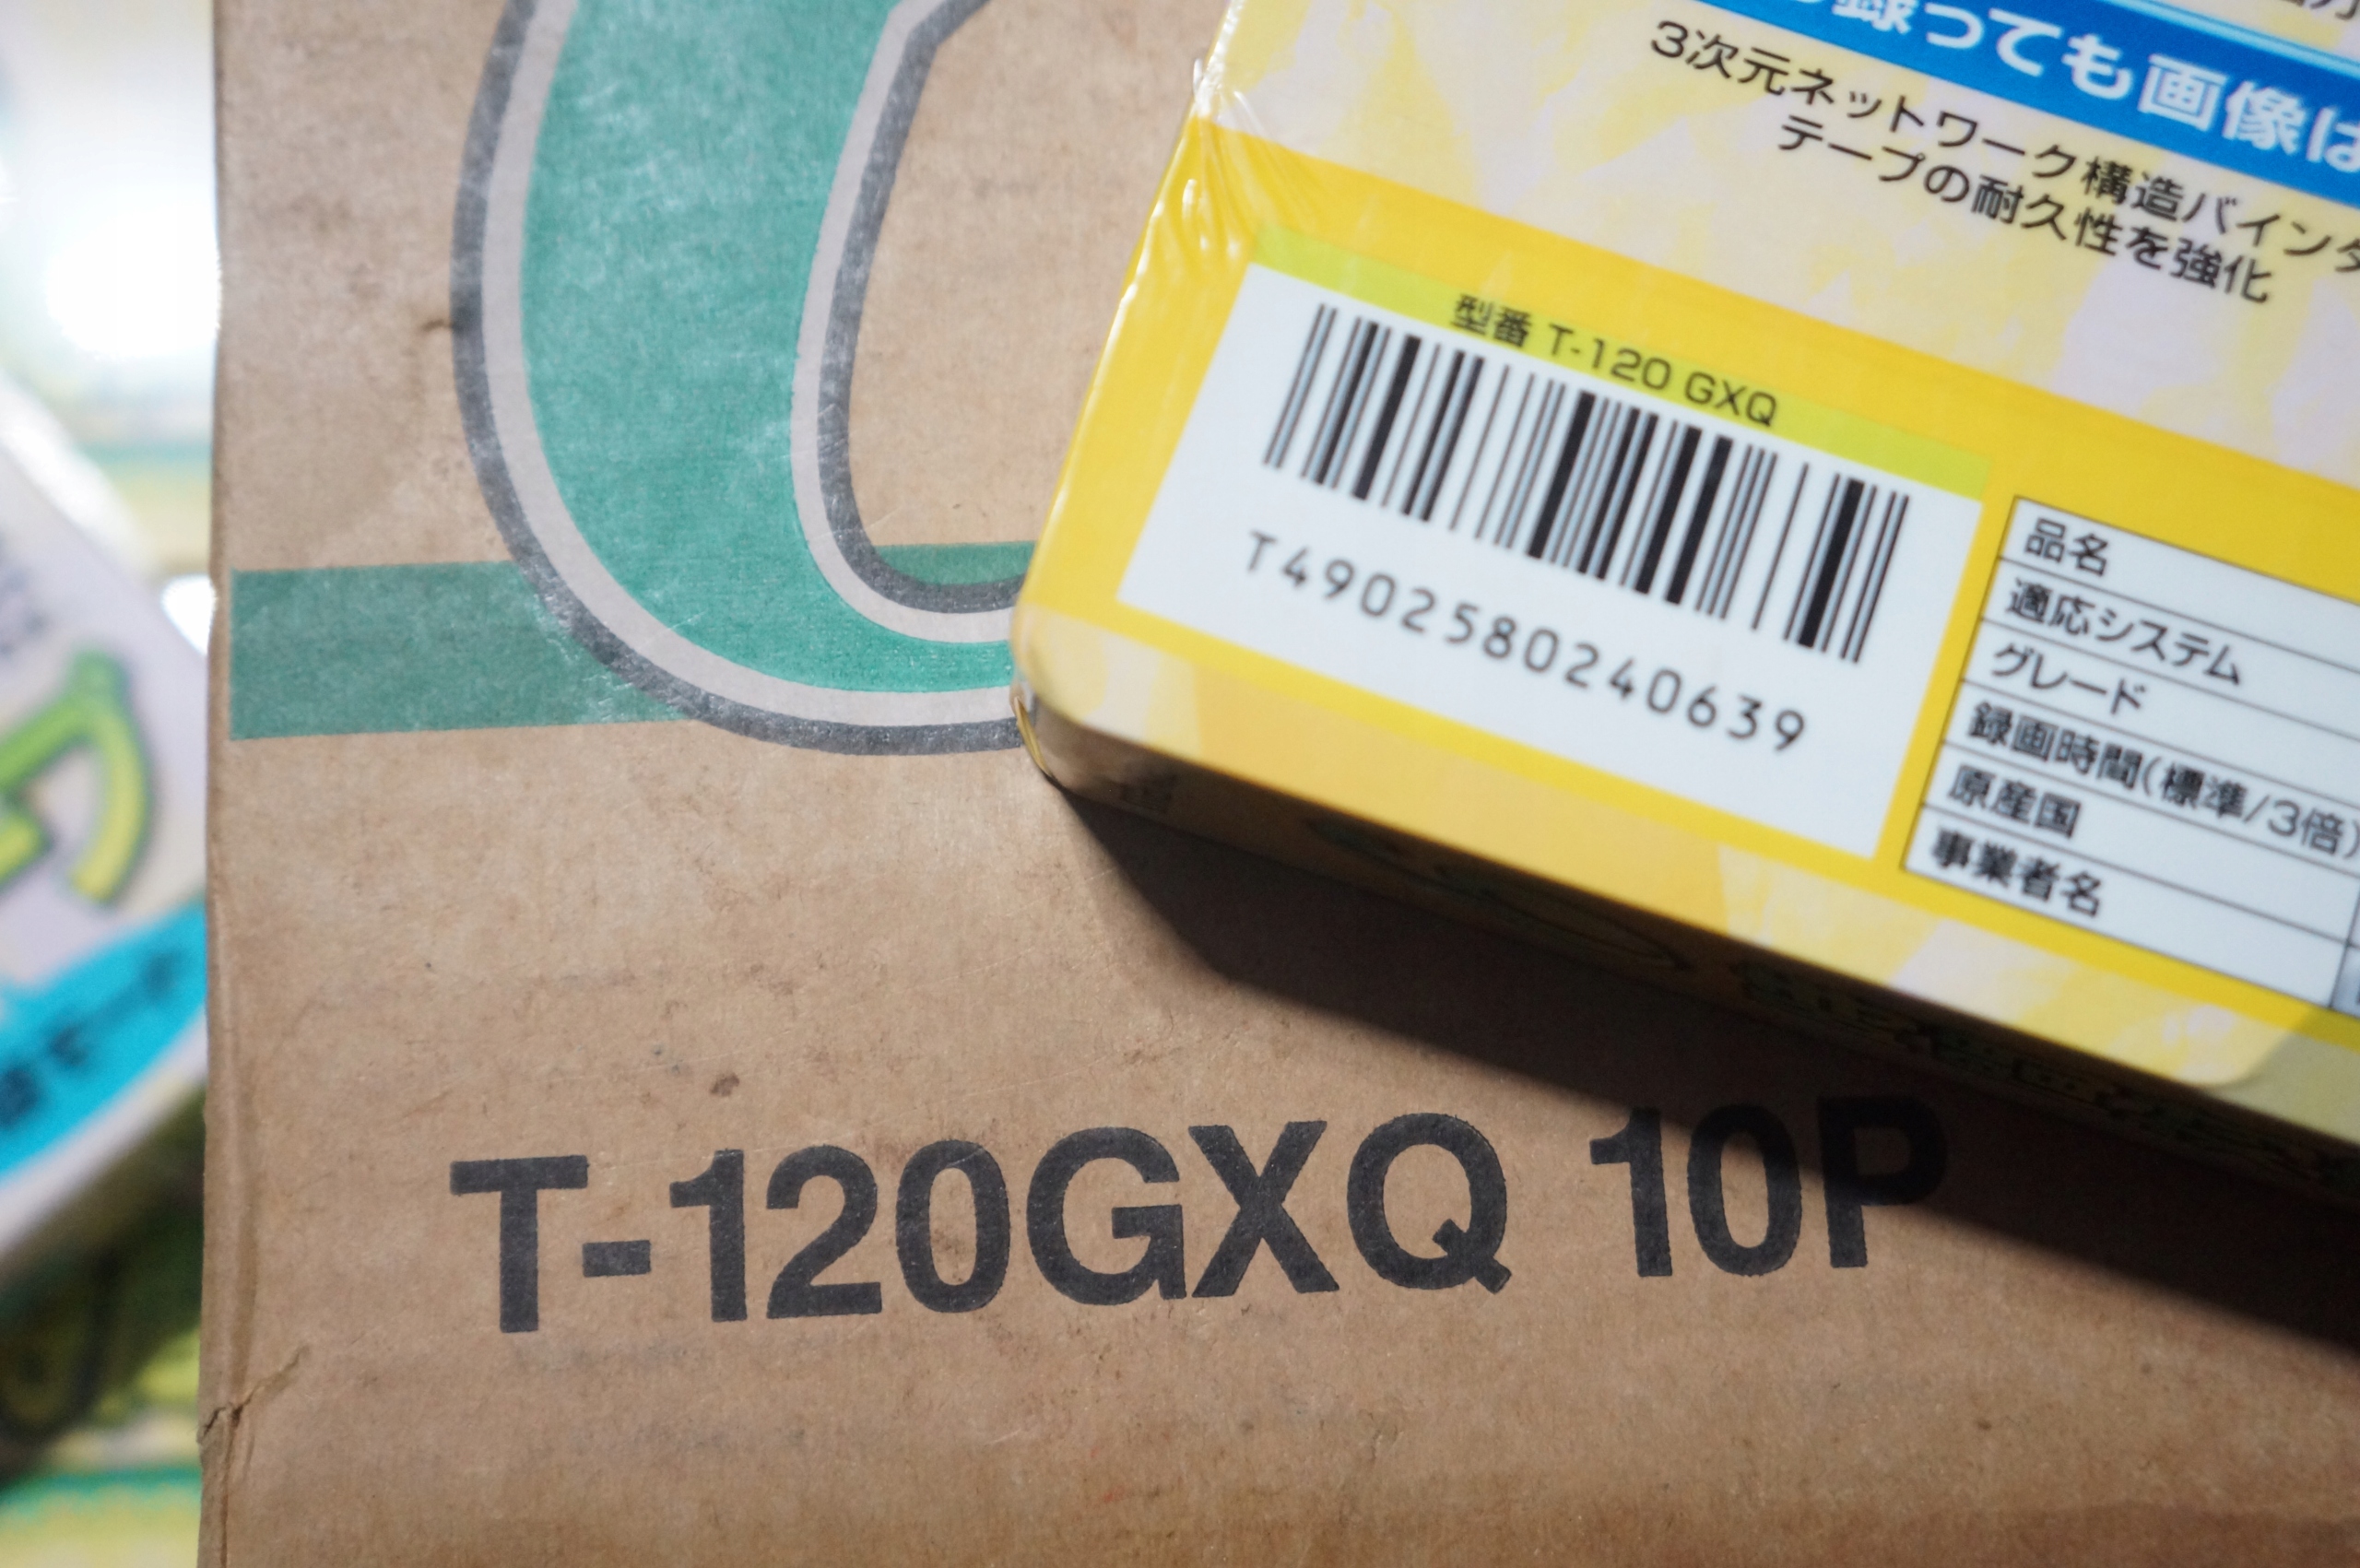 録っても画像は
3次元ネットワーク構造バインダ
テープの耐久性を強化
型番 T-120 GXQ
T4902580240639
品名
適応システム
グレード
録画時間(標準/3倍)
原産国
事業者名
T-120GXQ 10P